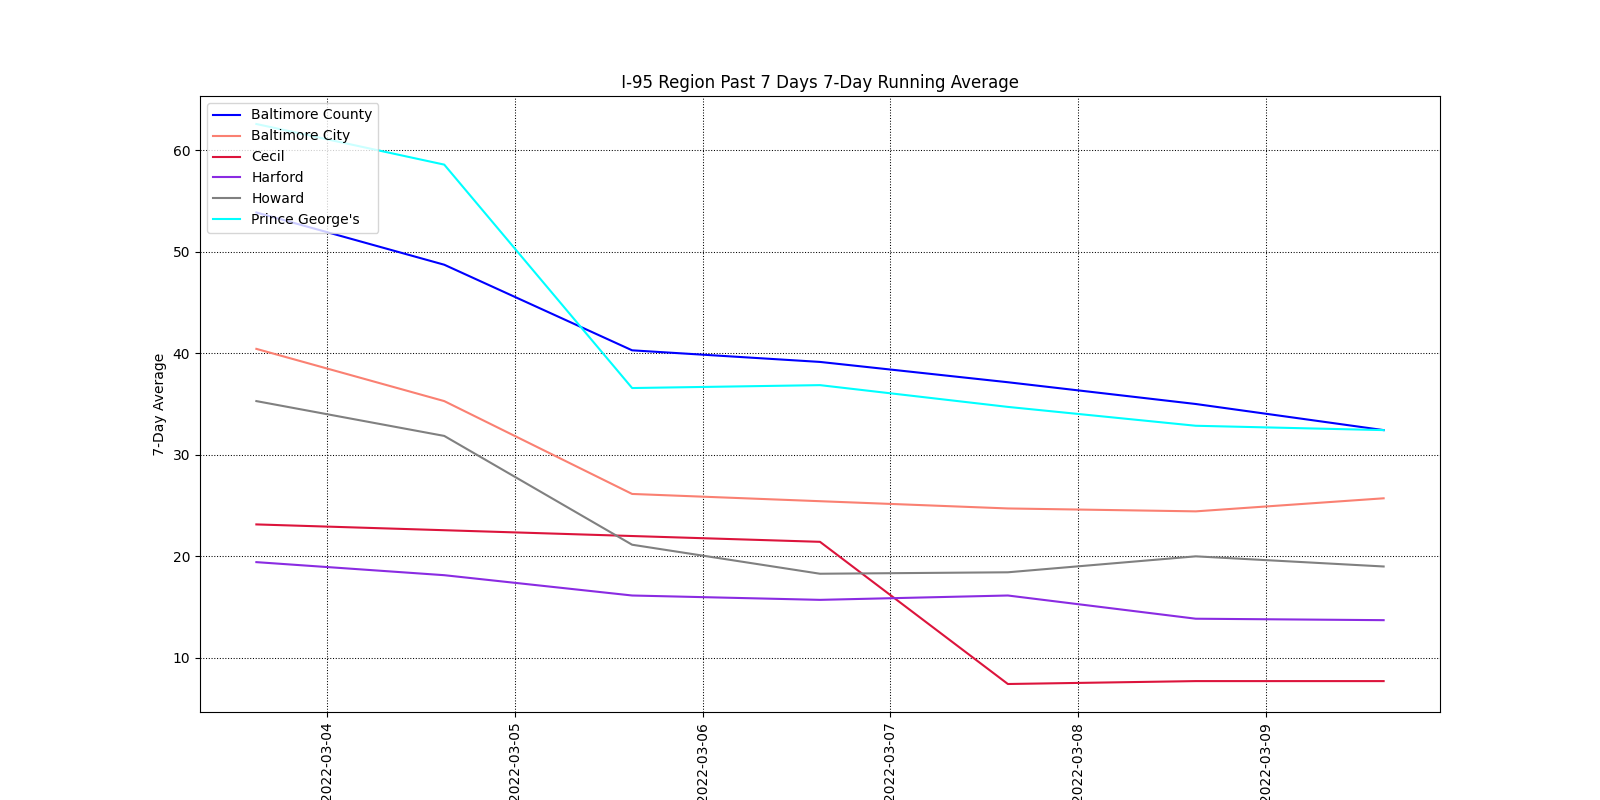 I-95 Region Past 7 Days 7-Day Running Average
Baltimore County
Baltimore City
Cecil
Harford
Howard
Prince George's
7-Day Average
60
50
40
30
20
10
2022-03-04
2022-03-05
2022-03-06
2022-03-07
2022-03-08
2022-03-09